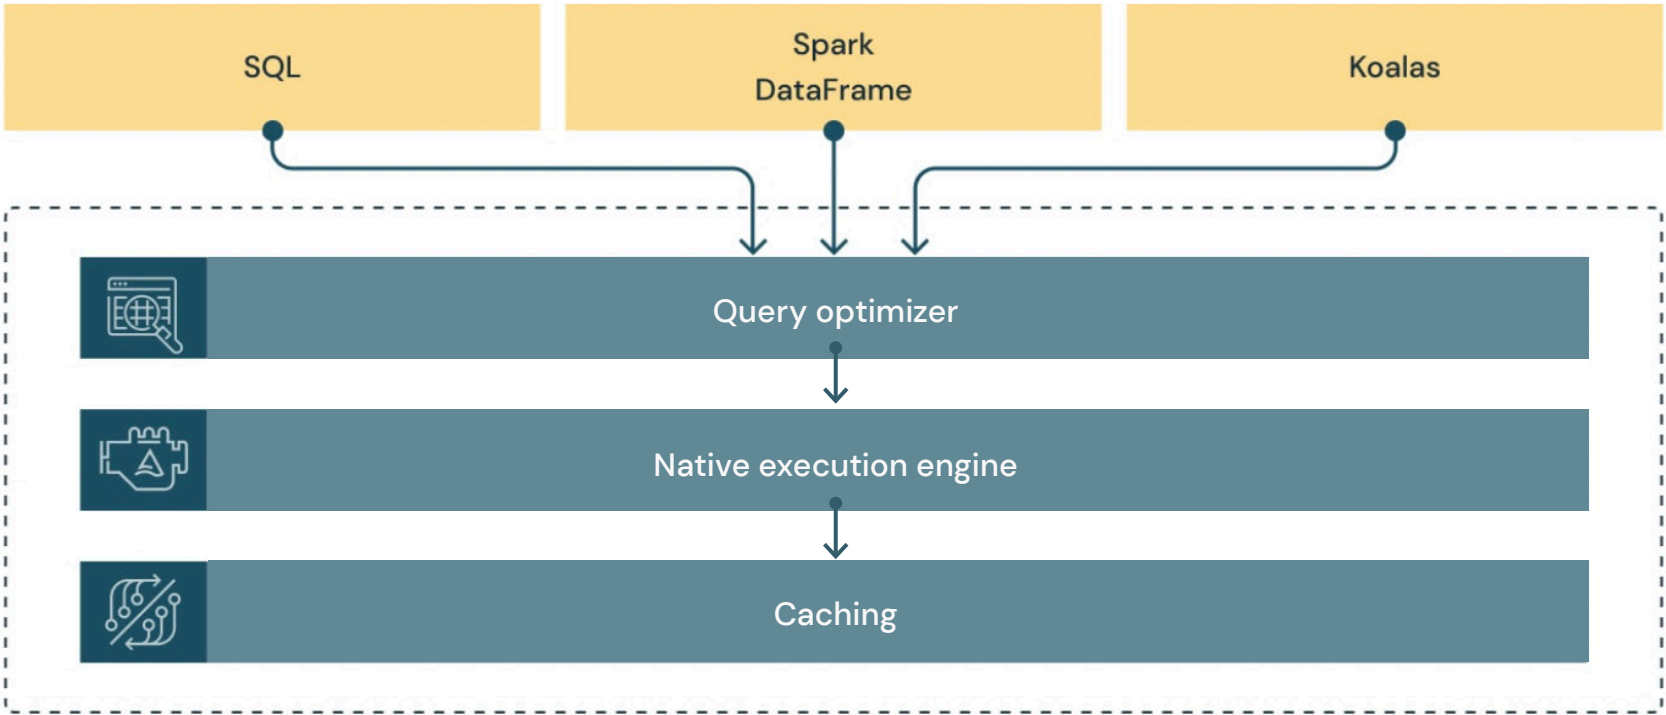 SQL
Spark
DataFrame
Koalas
Query optimizer
Native execution engine
Caching